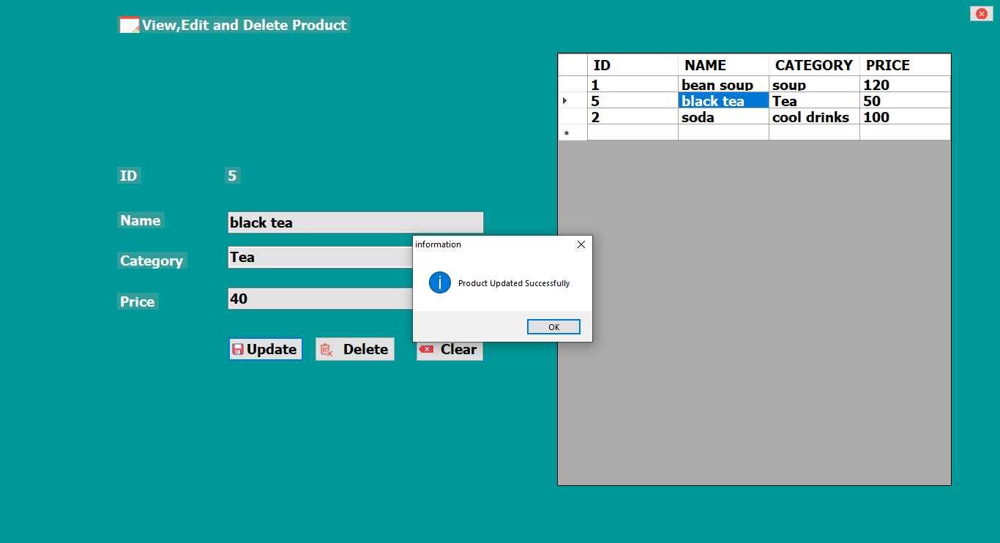 View,Edit and Delete Product
ID NAME CATEGORY PRICE
1 bean soup soup 120
5 black tea Tea 50
2 soda cool drinks 100
ID 5
Name black tea
Category Tea
Price 40
information
Product Updated Successfully
OK
Update Delete Clear